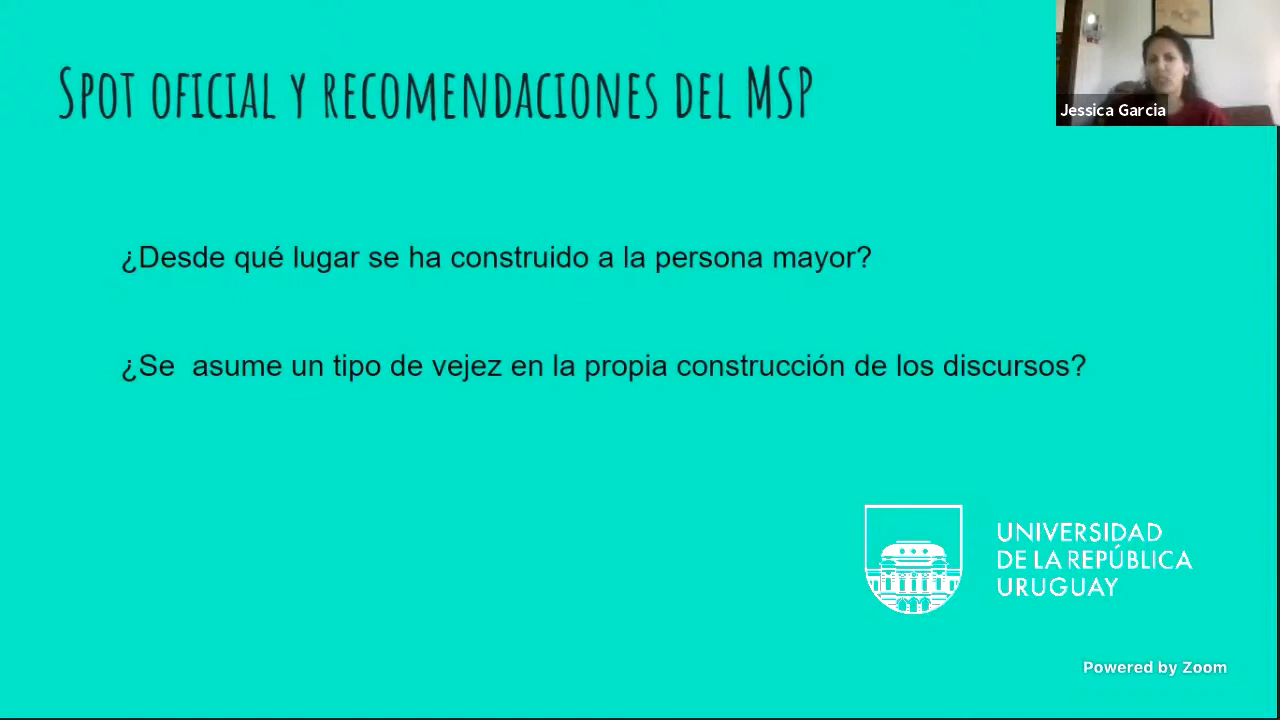 Spot oficial y recomendaciones del MSP
Jessica Garcia
¿Desde qué lugar se ha construido a la persona mayor?
¿Se  asume un tipo de vejez en la propia construcción de los discursos?
UNIVERSIDAD
DE LA REPÚBLICA
URUGUAY
Powered by Zoom